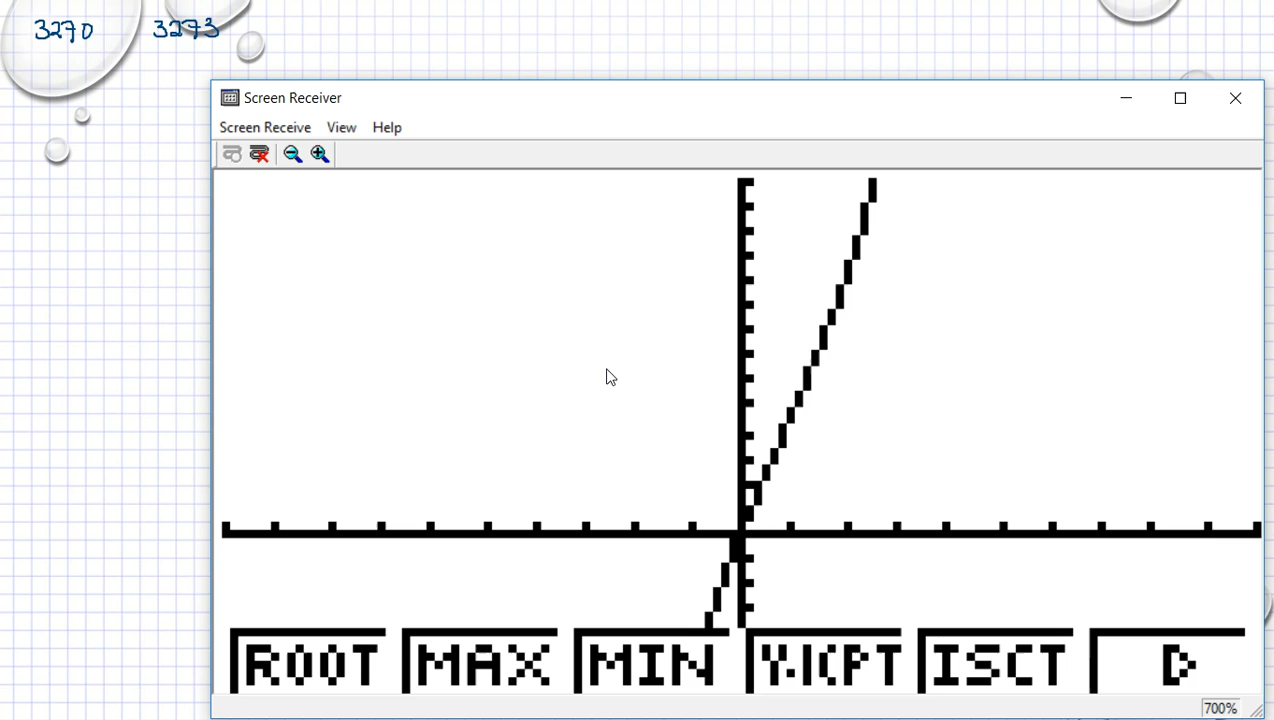 3270 3273
Screen Receiver
Screen Receive View Help
ROOT MAX MIN Y-ICPT ISCT
700%